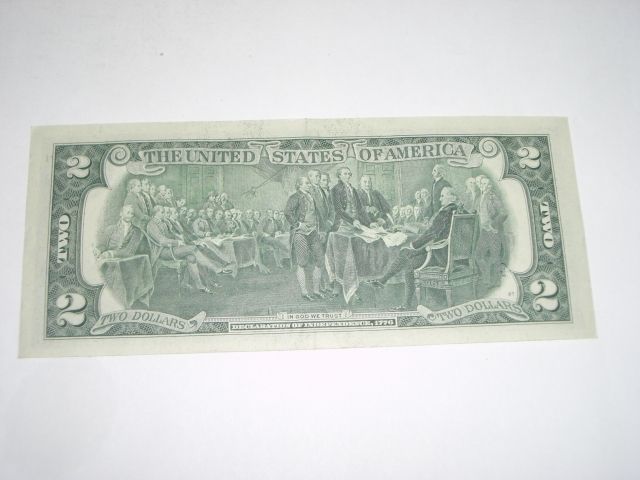 THE UNITED STATES OF AMERICA
2 2
TWO TWO
2 2
TWO DOLLARS TWO DOLLARS
IN GOD WE TRUST
DECLARATION OF INDEPENDENCE, 1776